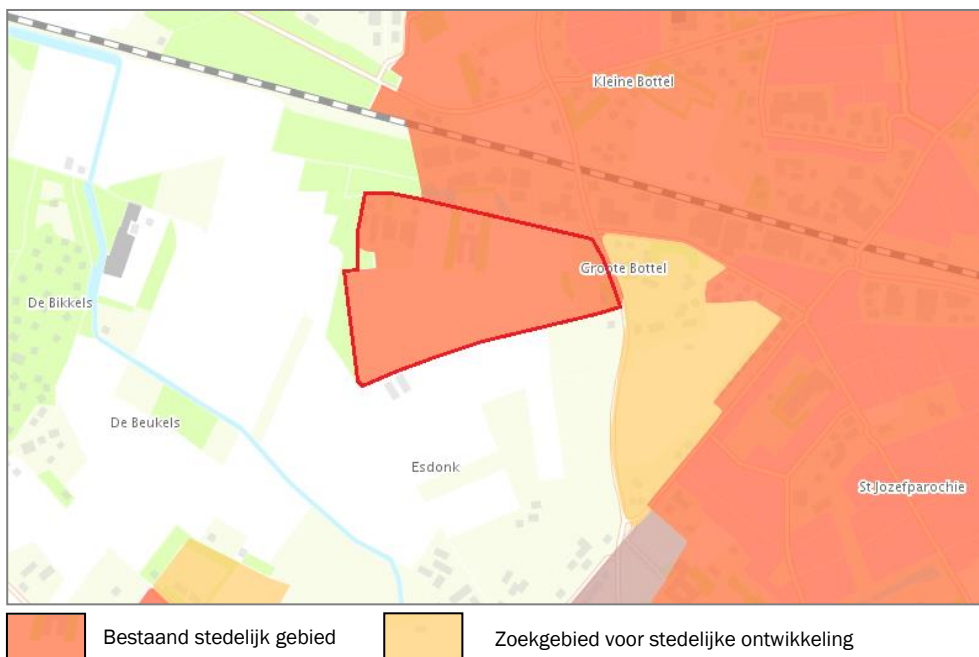 Kleine Bottel
Groote Bottel
De Bikkels
De Beukels
Esdonk
St Jozefparochie
Bestaand stedelijk gebied
Zoekgebied voor stedelijke ontwikkeling